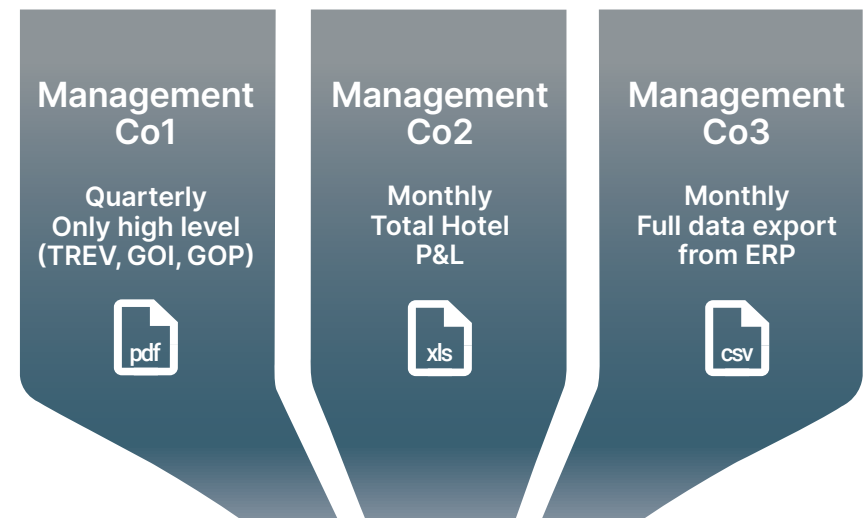 Management
Co1
Quarterly
Only high level
(TREV, GOI, GOP)
pdf
Management
Co2
Monthly
Total Hotel
P&L
xls
Management
Co3
Monthly
Full data export
from ERP
csv